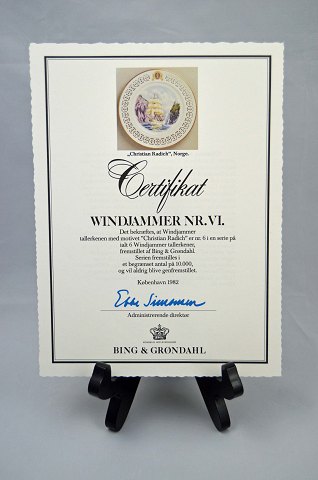 „Christian Radich", Norge.
Certifikat
WINDJAMMER NR. VI.
Det bekræftes, at Windjammer
tallerkenen med motivet "Christian Radich" er nr. 6 i en serie på
ialt 6 Windjammer tallerkener,
fremstillet af Bing & Grøndahl.
Serien fremstilles i
et begrænset antal på 10.000,
og vil aldrig blive genfremstillet.
København 1982
Administrerende direktør
BING & GRØNDAHL